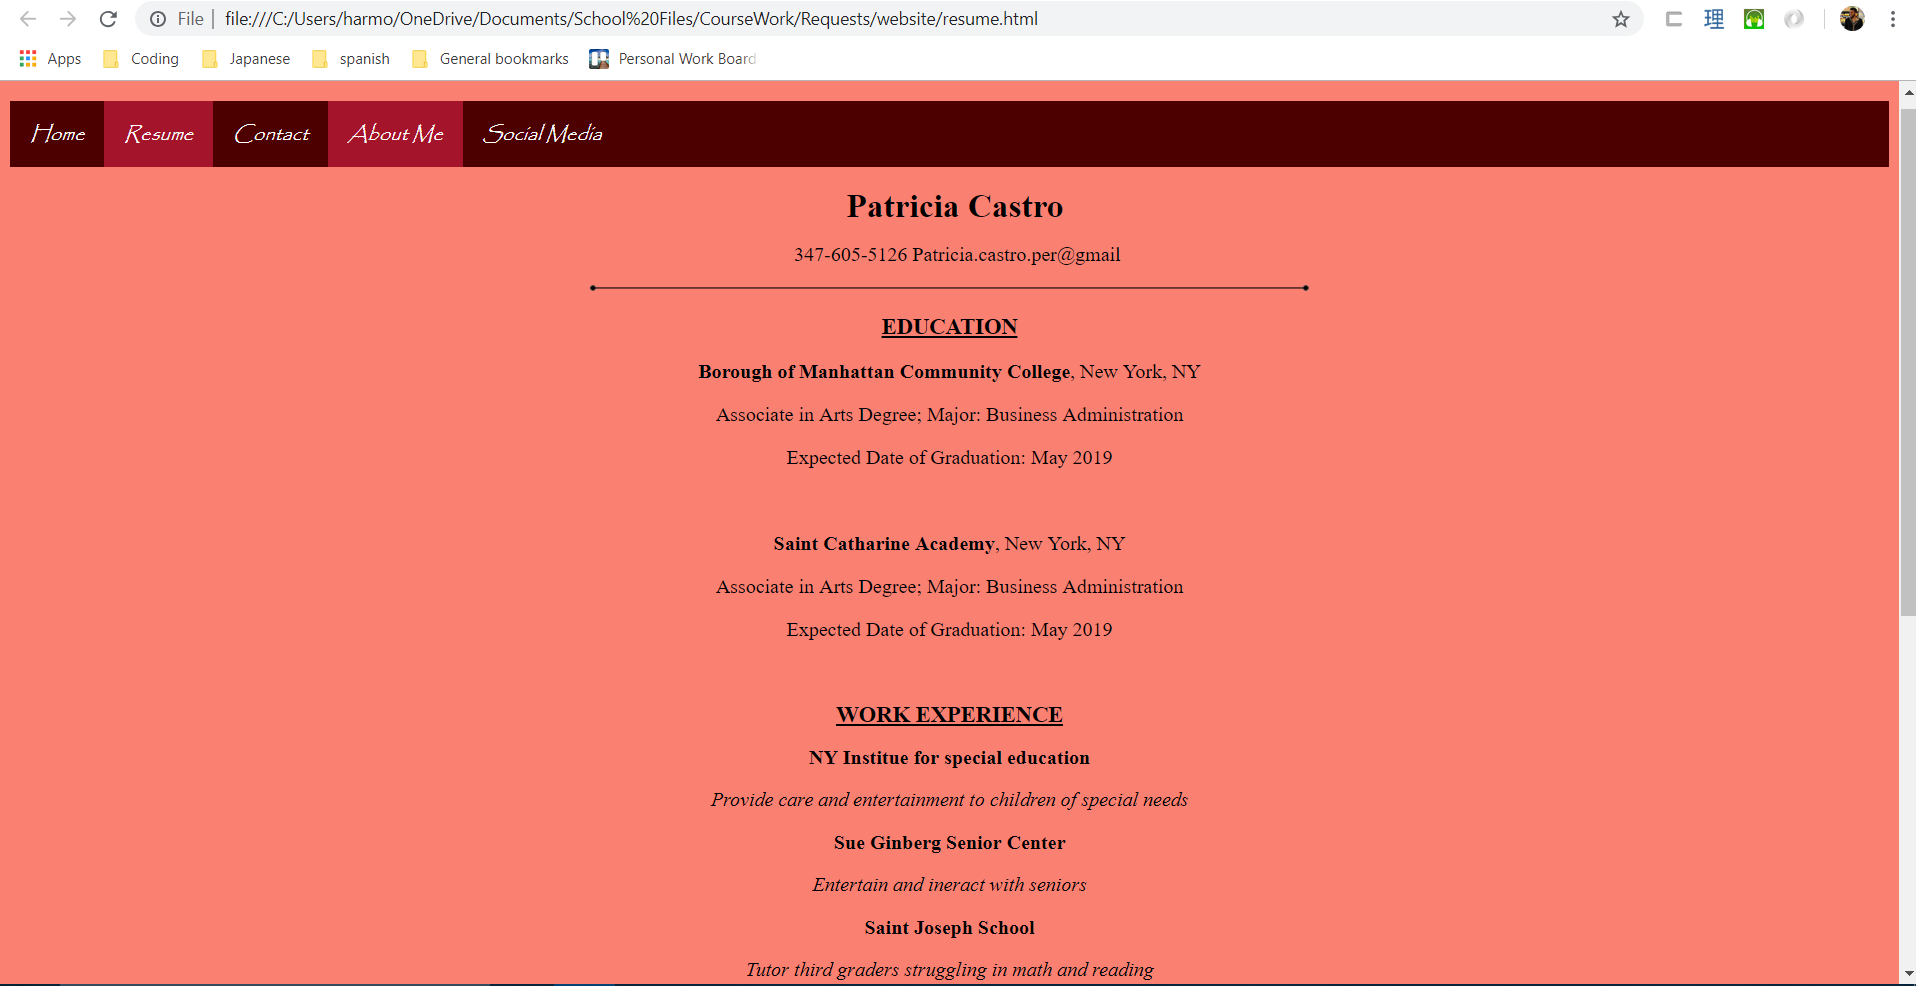 File | file:///C:/Users/harmo/OneDrive/Documents/School%20Files/CourseWork/Requests/website/resume.html 理
Apps Coding Japanese spanish General bookmarks Personal Work Board
Home Resume Contact About Me Social Media
Patricia Castro
347-605-5126 Patricia.castro.per@gmail
EDUCATION
Borough of Manhattan Community College, New York, NY
Associate in Arts Degree; Major: Business Administration
Expected Date of Graduation: May 2019
Saint Catharine Academy, New York, NY
Associate in Arts Degree; Major: Business Administration
Expected Date of Graduation: May 2019
WORK EXPERIENCE
NY Institue for special education
Provide care and entertainment to children of special needs
Sue Ginberg Senior Center
Entertain and ineract with seniors
Saint Joseph School
Tutor third graders struggling in math and reading